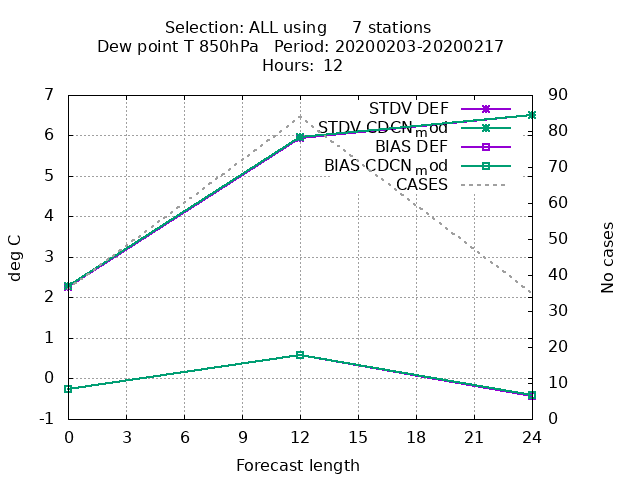 Selection: ALL using 7 stations
Dew point T 850hPa Period: 20200203-20200217
Hours: 12
STDV DEF
STDV CDCNmod
BIAS DEF
BIAS CDCNmod
CASES
deg C
7
6
5
4
3
2
1
0
-1
No cases
90
80
70
60
50
40
30
20
10
0
0 3 6 9 12 15 18 21 24
Forecast length